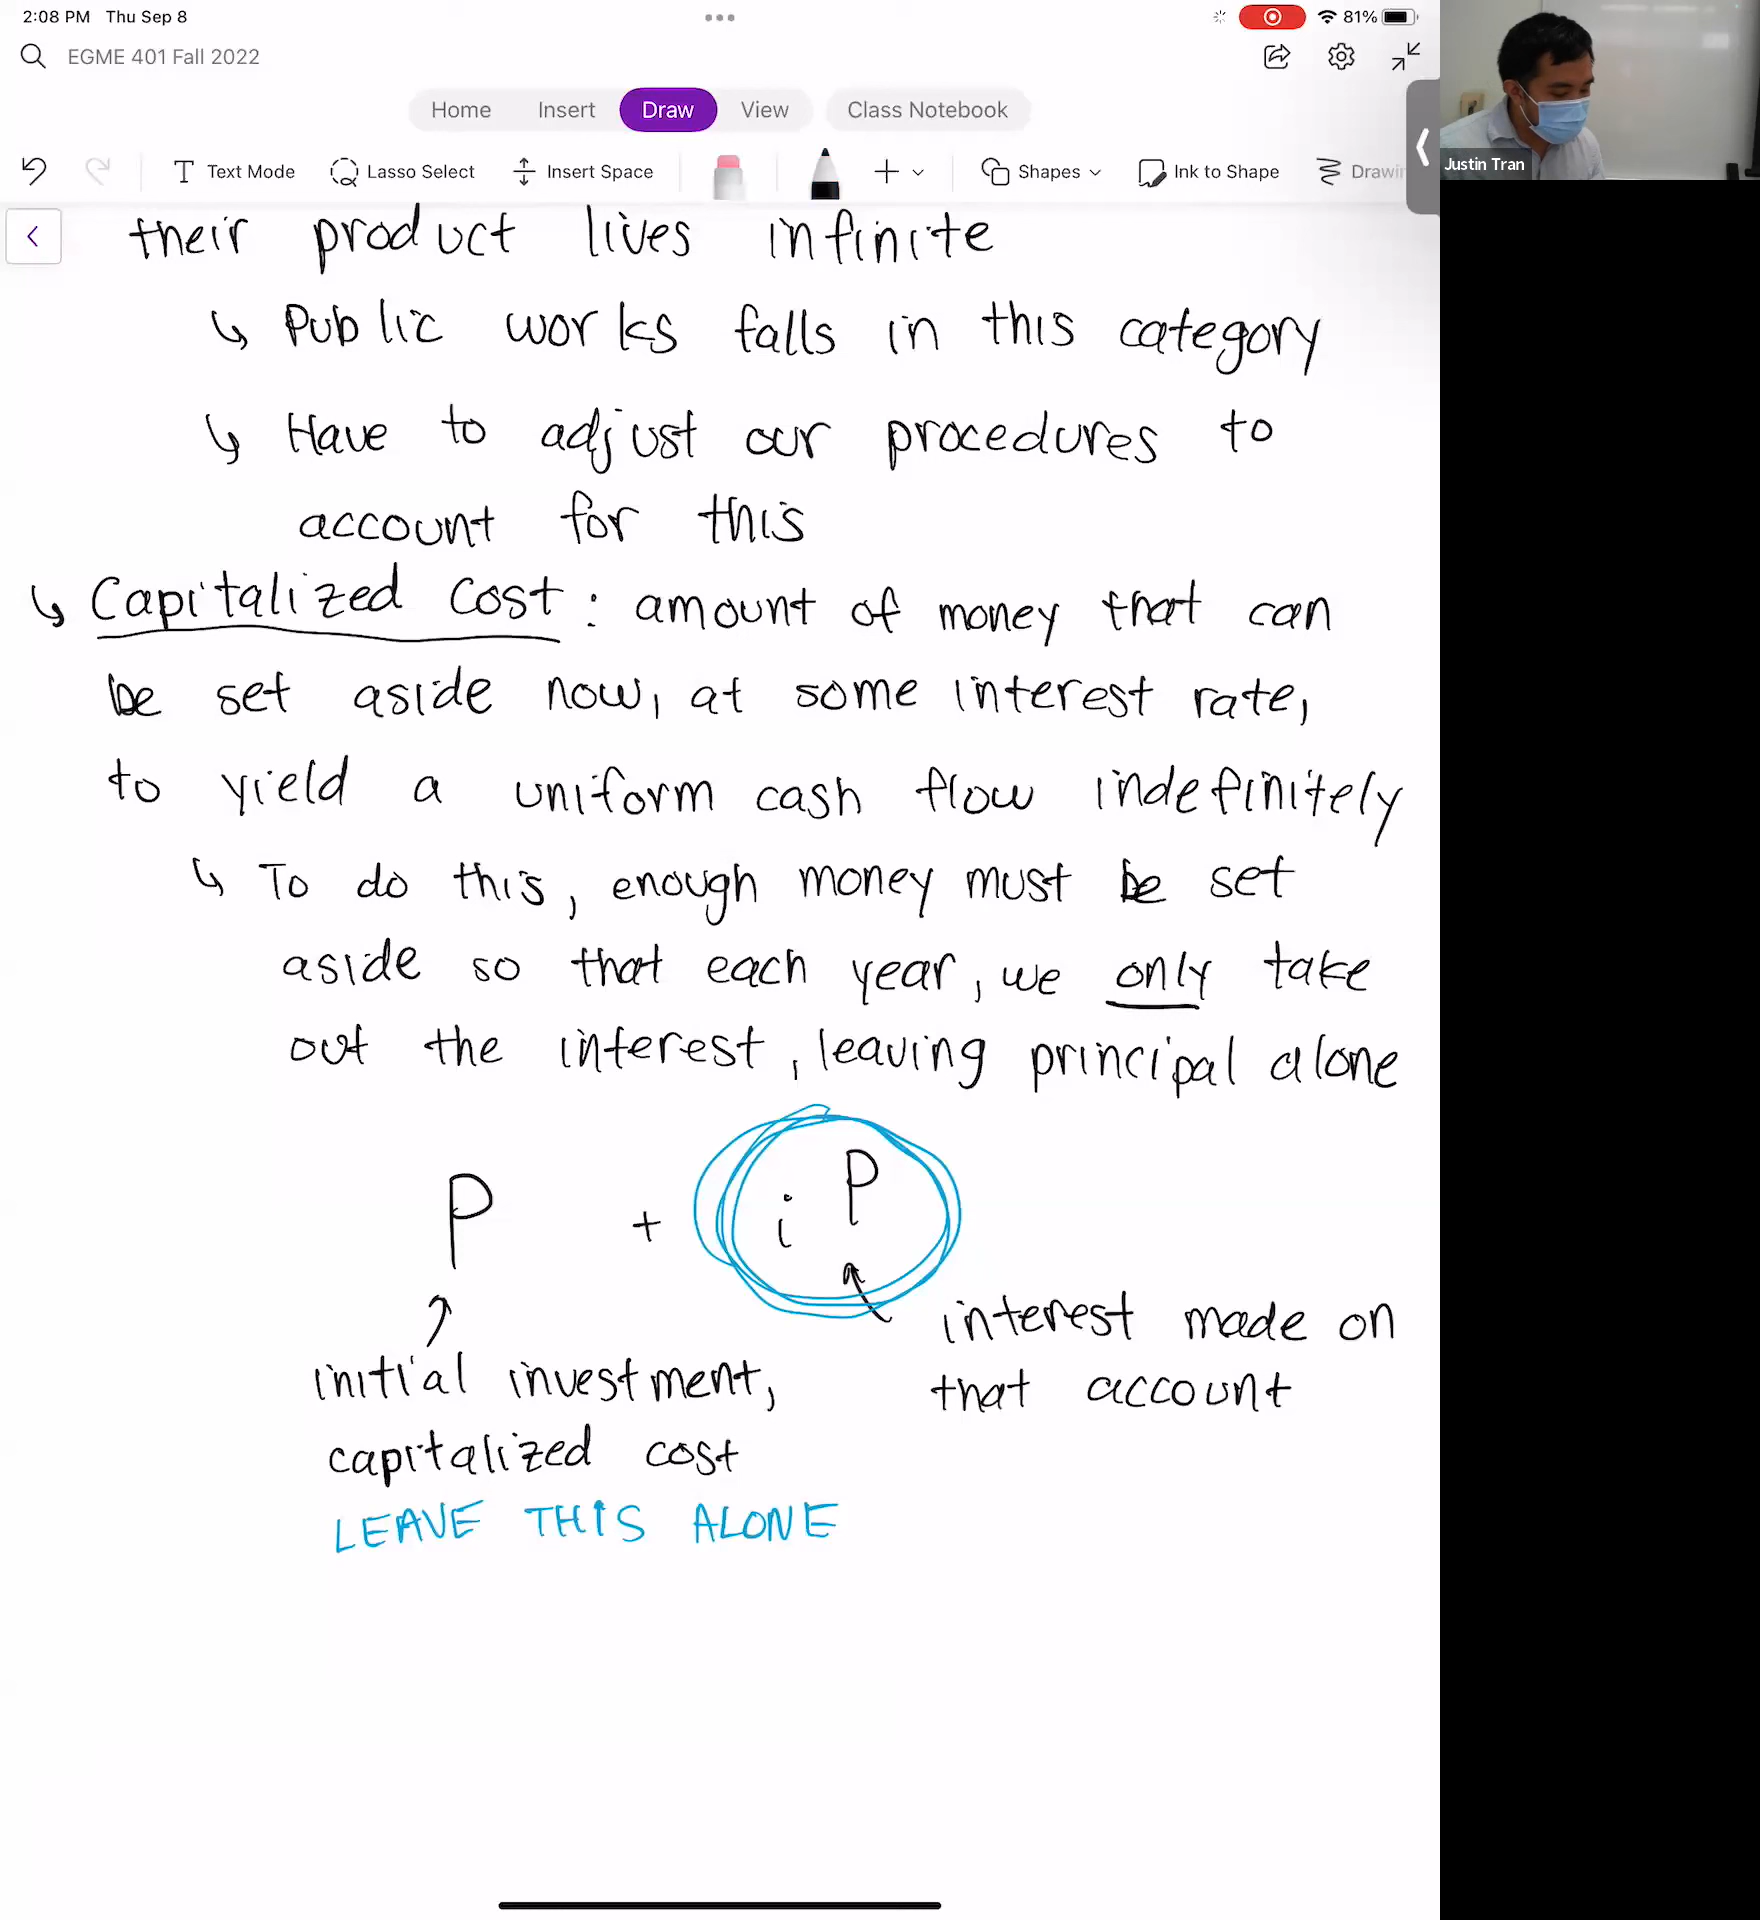 2:08 PM Thu Sep 8
81%
EGME 401 Fall 2022
Home Insert Draw View Class Notebook
Text Mode Lasso Select Insert Space Shapes Ink to Shape Drawi
Justin Tran
their product lives infinite
↳ Public works falls in this category
↳ Have to adjust our procedures to
account for this
↳ Capitalized Cost: amount of money that can
be set aside now, at some interest rate,
to yield a uniform cash flow indefinitely
↳ To do this, enough money must be set
aside so that each year, we only take
out the interest, leaving principal alone
P + i P
interest made on
that account
initial investment,
capitalized cost
LEAVE THIS ALONE